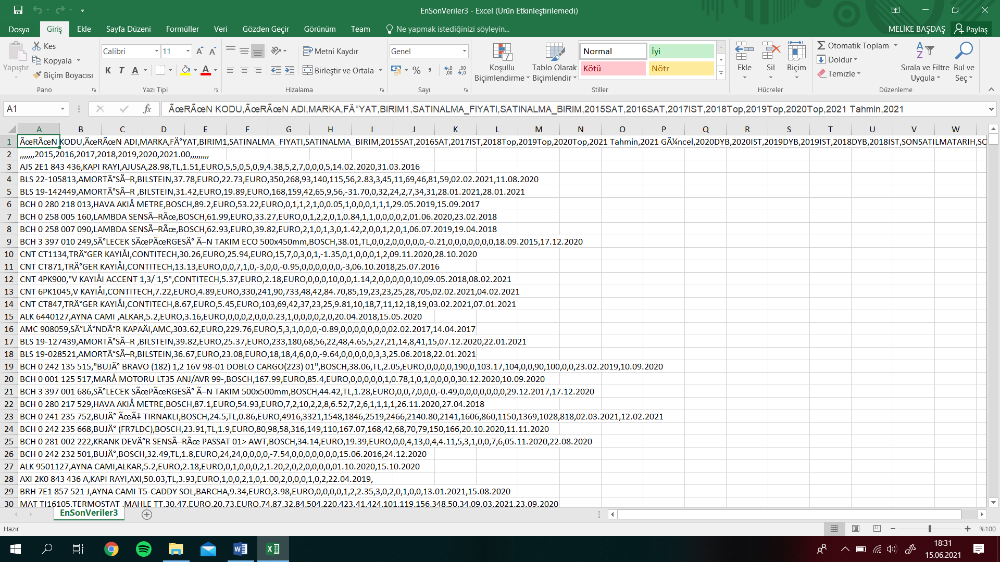 EnSonVeriler3 - Excel (Ürün Etkinleştirilemedi)
Dosya Giriş Ekle Sayfa Düzeni Formüller Veri Gözden Geçir Görünüm Team Ne yapmak istediğinizi söyleyin... MELİKE BAŞDAŞ Paylaş
Yapıştır
Kes
Kopyala
Biçim Boyacısı
Pano
Calibri 11
K T A
A
Yazı Tipi
Metni Kaydır
Birleştir ve Ortala
Hizalama
Genel
%
Sayı
Koşullu Biçimlendirme
Tablo Olarak Biçimlendir
Normal İyi
Kötü Nötr
Stiller
Ekle Sil Biçim
Hücreler
Otomatik Toplam
Doldur
Temizle
Sırala ve Filtre Uygula
Bul ve Seç
Düzenleme
A1 fx ÃœRÃœN KODU,ÃœRÃœN ADI,MARKA,FÄ°YAT,BIRIM1,SATINALMA_FIYATI,SATINALMA_BIRIM,2015SAT,2016SAT,2017IST,2018Top,2019Top,2020Top,2021 Tahmin,2021
A B C D E F G H I J K L M N O P Q R S T U V W
1 ÃœRÃœN KODU,ÃœRÃœN ADI,MARKA,FÄ°YAT,BIRIM1,SATINALMA_FIYATI,SATINALMA_BIRIM,2015SAT,2016SAT,2017IST,2018Top,2019Top,2020Top,2021 Tahmin,2021 GÃ¼ncel,2020DYB,2020IST,2019DYB,2019IST,2018DYB,2018IST,SONSATILMATARIH,SO
2 ,,,,,,,2015,2016,2017,2018,2019,2020,2021.00,,,,,,,,,
3 AJS 2E1 843 436,KAPI RAYI,AJUSA,28.98,TL,1.51,EURO,5,5,0,5,0,9,4.38,5,2,7,0,0,0,5,14.02.2020,31.03.2016
4 BLS 22-105813,AMORTÄ°SÃ–R,BILSTEIN,37.78,EURO,22.73,EURO,350,268,93,140,115,56,2.83,3,45,11,69,46,81,59,02.02.2021,11.08.2020
5 BLS 19-142449,AMORTÄ°SÃ–R ,BILSTEIN,31.42,EURO,19.89,EURO,168,159,42,65,9,56,-31.70,0,32,24,2,7,34,31,28.01.2021,28.01.2021
6 BCH 0 280 218 013,HAVA AKIÅ METRE,BOSCH,89.2,EURO,53.22,EURO,0,1,1,2,1,0,0.05,1,0,0,0,1,1,1,29.05.2019,15.09.2017
7 BCH 0 258 005 160,LAMBDA SENSÃ–RÃœ,BOSCH,61.99,EURO,33.27,EURO,0,1,2,2,0,1,0.84,1,1,0,0,0,0,2,01.06.2020,23.02.2018
8 BCH 0 258 007 090,LAMBDA SENSÃ–RÃœ,BOSCH,62.93,EURO,39.82,EURO,2,1,0,1,3,0,1.42,2,0,0,1,2,0,1,06.07.2019,19.04.2018
9 BCH 3 397 010 249,SÄ°LECEK SÃœPÃœRGESÄ° Ã–N TAKIM ECO 500x450mm,BOSCH,38.01,TL,0,0,2,0,0,0,0,0,-0.21,0,0,0,0,0,0,0,18.09.2015,17.12.2020
10 CNT CT1134,TRÄ°GER KAYIÅI,CONTITECH,30.26,EURO,25.94,EURO,15,7,0,3,0,1,-1.35,0,1,0,0,0,1,2,09.11.2020,28.10.2020
11 CNT CT871,TRÄ°GER KAYIÅI,CONTITECH,13.13,EURO,0,0,7,1,0,-3,0,0,-0.95,0,0,0,0,0,0,-3,06.10.2018,25.07.2016
12 CNT 4PK900,"V KAYIÅI ACCENT 1,3/ 1,5",CONTITECH,5.37,EURO,2.18,EURO,0,0,0,10,0,0,1.14,2,0,0,0,0,0,10,09.05.2018,08.02.2021
13 CNT 6PK1045,V KAYIÅI,CONTITECH,7.22,EURO,4.89,EURO,330,241,90,733,48,42,84.70,85,19,23,23,25,28,705,02.02.2021,04.02.2021
14 CNT CT847,TRÄ°GER KAYIÅI,CONTITECH,8.67,EURO,5.45,EURO,103,69,42,37,23,25,9.81,10,18,7,11,12,18,19,03.02.2021,07.01.2021
15 ALK 6440127,AYNA CAMI ,ALKAR,5.2,EURO,3.16,EURO,0,0,0,2,0,0,0.23,1,0,0,0,0,2,0,20.04.2018,15.05.2020
16 AMC 908059,SÄ°LÄ°NDÄ°R KAPAÄI,AMC,303.62,EURO,229.76,EURO,5,3,1,0,0,0,-0.89,0,0,0,0,0,0,0,02.02.2017,14.04.2017
17 BLS 19-127439,AMORTÄ°SÃ–R ,BILSTEIN,39.82,EURO,25.37,EURO,233,180,68,56,22,48,4.65,5,27,21,14,8,41,15,07.12.2020,22.01.2021
18 BLS 19-028521,AMORTÄ°SÃ–R,BILSTEIN,36.67,EURO,23.08,EURO,18,18,4,6,0,0,-9.64,0,0,0,0,0,3,3,25.06.2018,22.01.2021
19 BCH 0 242 135 515,"BUJÄ° BRAVO (182) 1,2 16V 98-01 DOBLO CARGO(223) 01",BOSCH,38.06,TL,2.05,EURO,0,0,0,0,190,0,103.17,104,0,0,90,100,0,0,23.02.2019,10.09.2020
20 BCH 0 001 125 517,MARÅ MOTORU LT35 ANJ/AVR 99-,BOSCH,167.99,EURO,85.4,EURO,0,0,0,0,0,1,0.78,1,0,1,0,0,0,0,30.12.2020,10.09.2020
21 BCH 3 397 001 686,SÄ°LECEK SÃœPÃœRGESÄ° Ã–N TAKIM 500x500mm,BOSCH,44.42,TL,1.28,EURO,0,0,7,0,0,0,-0.49,0,0,0,0,0,0,0,29.12.2017,17.12.2020
22 BCH 0 280 217 529,HAVA AKIÅ METRE,BOSCH,87.1,EURO,54.93,EURO,7,2,10,2,2,8,6.52,7,2,6,1,1,1,1,26.11.2020,27.04.2018
23 BCH 0 241 235 752,BUJÄ° ÃœÃ‡ TIRNAKLI,BOSCH,24.5,TL,0.86,EURO,4916,3321,1548,1846,2519,2466,2140.80,2141,1606,860,1150,1369,1028,818,02.03.2021,12.02.2021
24 BCH 0 242 235 668,BUJÄ° (FR7LDC),BOSCH,23.91,TL,1.9,EURO,80,98,58,316,149,110,167.07,168,42,68,70,79,150,166,20.10.2020,11.11.2020
25 BCH 0 281 002 222,KRANK DEVÄ°R SENSÃ–RÃœ PASSAT 01> AWT,BOSCH,34.14,EURO,19.39,EURO,0,0,4,13,0,4,4.11,5,3,1,0,0,7,6,05.11.2020,22.08.2020
26 BCH 0 242 232 501,BUJÄ°,BOSCH,32.49,TL,1.8,EURO,24,24,0,0,0,0,-7.54,0,0,0,0,0,0,0,15.06.2016,24.12.2020
27 ALK 9501127,AYNA CAMI,ALKAR,5.2,EURO,2.18,EURO,0,1,0,0,0,2,1.20,2,0,2,0,0,0,0,01.10.2020,15.10.2020
28 AXI 2K0 843 436 A,KAPI RAYI,AXI,50.03,TL,3.93,EURO,1,0,0,2,1,0,1.00,2,0,0,0,1,0,2,22.04.2019,
29 BRH 7E1 857 521 J,AYNA CAMI T5-CADDY SOL,BARCHA,9.34,EURO,3.98,EURO,0,0,0,0,1,2,2.35,3,0,2,0,1,0,0,13.01.2021,15.08.2020
30 MAT TI16105,TERMOSTAT ,MAHLE TT,30.47,EURO,20.73,EURO,74,87,32,84,504,220,423.41,424,101,119,156,348,50,34,09.03.2021,23.09.2020
EnSonVeriler3
Hazır %100
18:31
15.06.2021